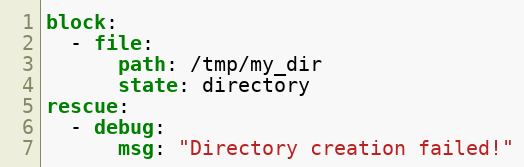 1 block:
2   - file:
3       path: /tmp/my_dir
4       state: directory
5 rescue:
6   - debug:
7       msg: "Directory creation failed!"